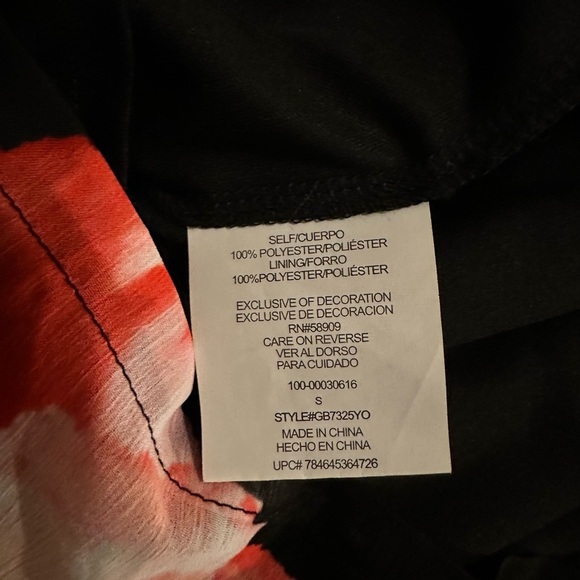 SELF/CUERPO
100% POLYESTER/POLIÉSTER
LINING/FORRO
100%POLYESTER/POLIÉSTER
EXCLUSIVE OF DECORATION
EXCLUSIVE DE DECORACION
RN#58909
CARE ON REVERSE
VER AL DORSO
PARA CUIDADO
100-00030616
S
STYLE#GB7325YO
MADE IN CHINA
HECHO EN CHINA
UPC# 784645364726